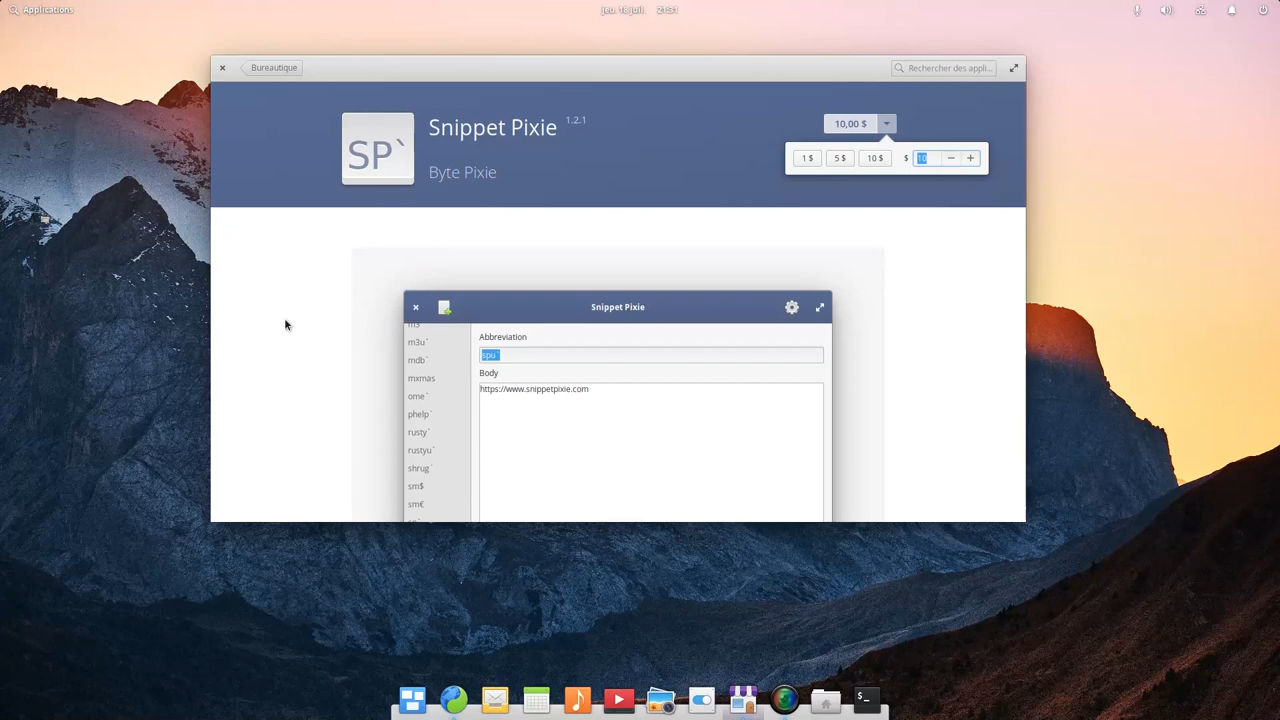 Applications
jeu. 18 juil. 21:31
Bureautique
Rechercher des appli...
SP`
Snippet Pixie 1.2.1
Byte Pixie
10,00 $
1 $ 5 $ 10 $ $ 10 − +
Snippet Pixie
m3`
m3u`
mdb`
mxmas
ome`
phelp`
rusty`
rustyu`
shrug`
sm$
sm€
Abbreviation
spu`
Body
https://www.snippetpixie.com
$_